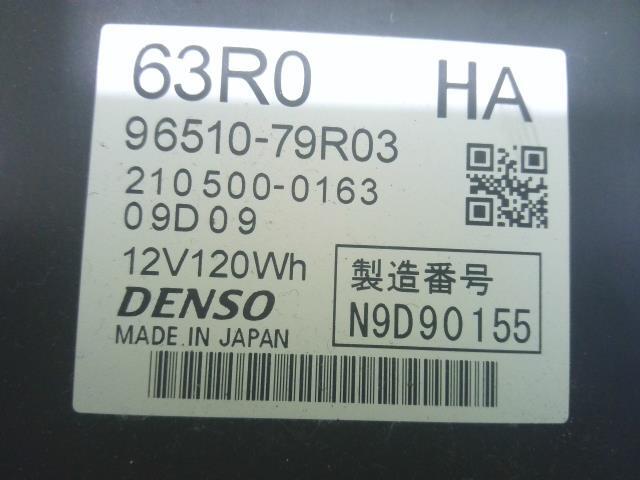 63R0 HA
96510-79R03
210500-0163
09D09
12V120Wh
DENSO
MADE IN JAPAN
製造番号
N9D90155